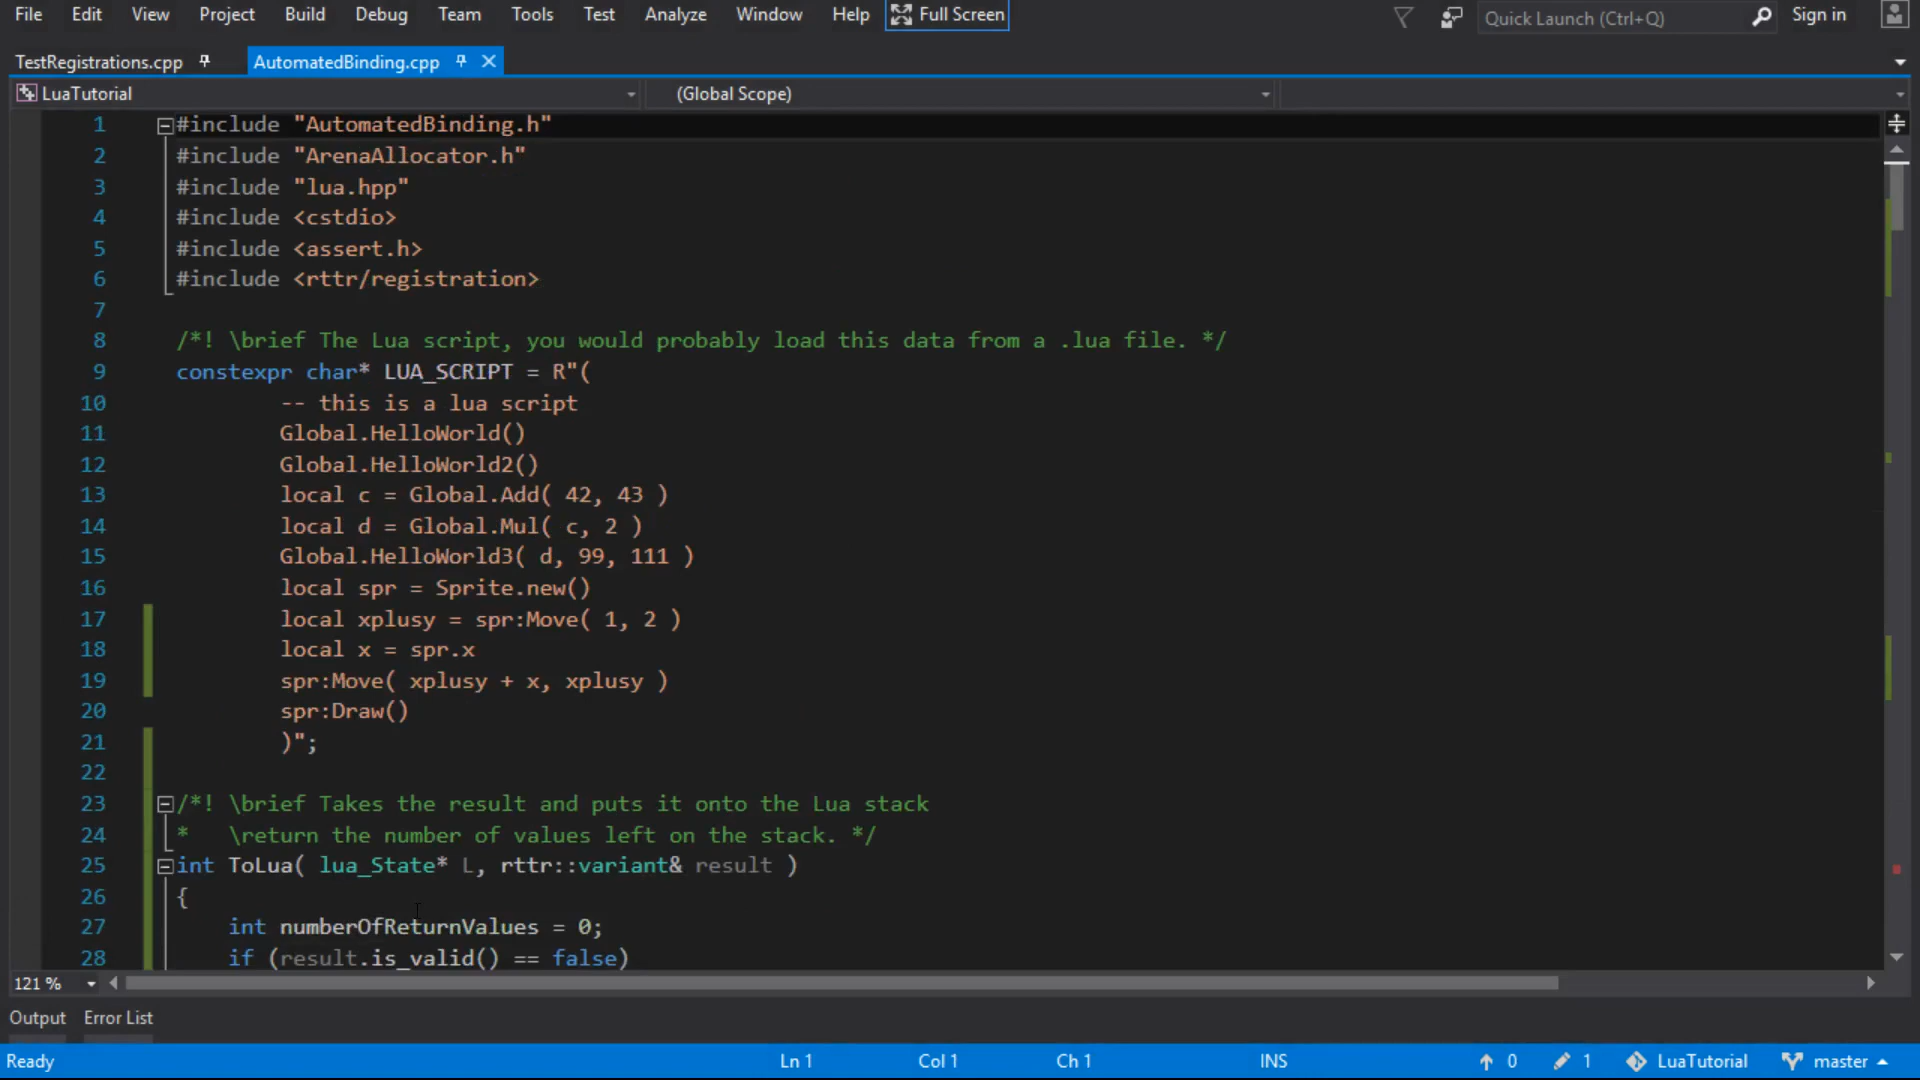 File Edit View Project Build Debug Team Tools Test Analyze Window Help Full Screen Quick Launch (Ctrl+Q) Sign in
TestRegistrations.cpp AutomatedBinding.cpp
LuaTutorial (Global Scope)
1 #include "AutomatedBinding.h"
2 #include "ArenaAllocator.h"
3 #include "lua.hpp"
4 #include <cstdio>
5 #include <assert.h>
6 #include <rttr/registration>
7
8 /*! \brief The Lua script, you would probably load this data from a .lua file. */
9 constexpr char* LUA_SCRIPT = R"(
10 -- this is a lua script
11 Global.HelloWorld()
12 Global.HelloWorld2()
13 local c = Global.Add( 42, 43 )
14 local d = Global.Mul( c, 2 )
15 Global.HelloWorld3( d, 99, 111 )
16 local spr = Sprite.new()
17 local xplusy = spr:Move( 1, 2 )
18 local x = spr.x
19 spr:Move( xplusy + x, xplusy )
20 spr:Draw()
21 )";
22
23 /*! \brief Takes the result and puts it onto the Lua stack
24 * \return the number of values left on the stack. */
25 int ToLua( lua_State* L, rttr::variant& result )
26 {
27 int numberOfReturnValues = 0;
28 if (result.is_valid() == false)
121 %
Output Error List
Ready Ln 1 Col 1 Ch 1 INS 0 1 LuaTutorial master